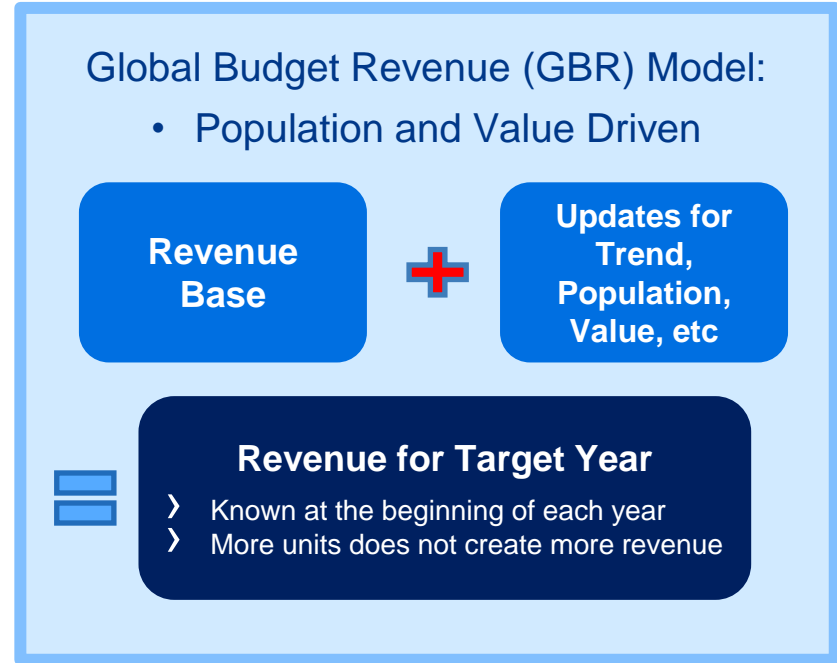 Global Budget Revenue (GBR) Model:
• Population and Value Driven
Revenue
Base
Updates for
Trend,
Population,
Value, etc
Revenue for Target Year
› Known at the beginning of each year
› More units does not create more revenue